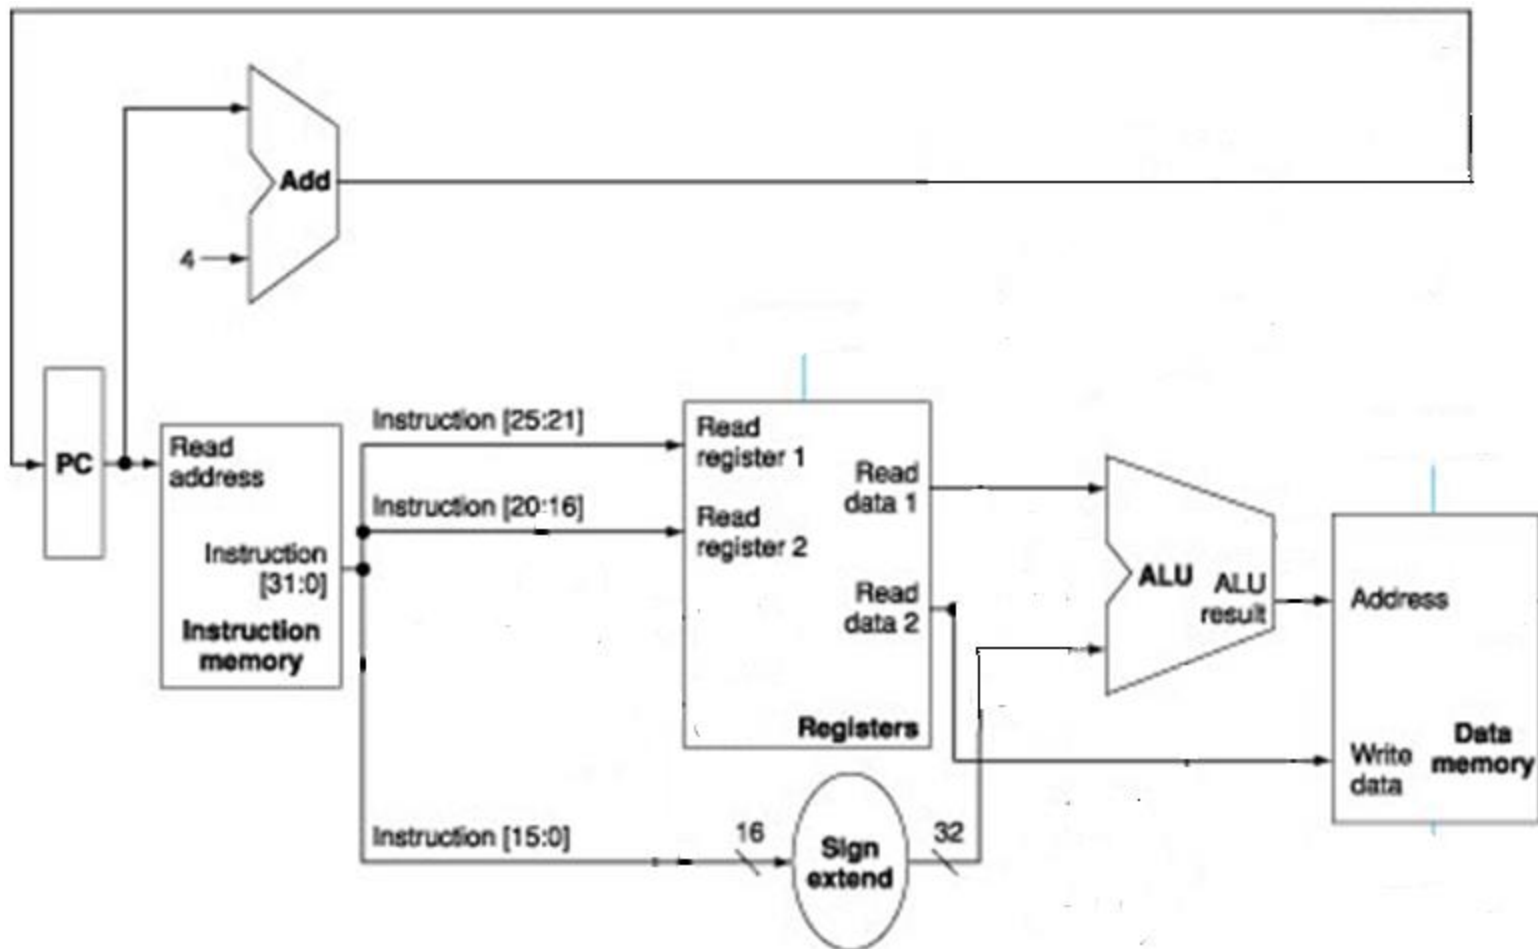 Add
4
PC
Read
address
Instruction
[31:0]
Instruction
memory
Instruction [25:21]
Instruction [20:16]
Instruction [15:0]
Read
register 1
Read
register 2
Read
data 1
Read
data 2
Registers
16
Sign
extend
32
ALU
ALU
result
Address
Write
data
Data
memory